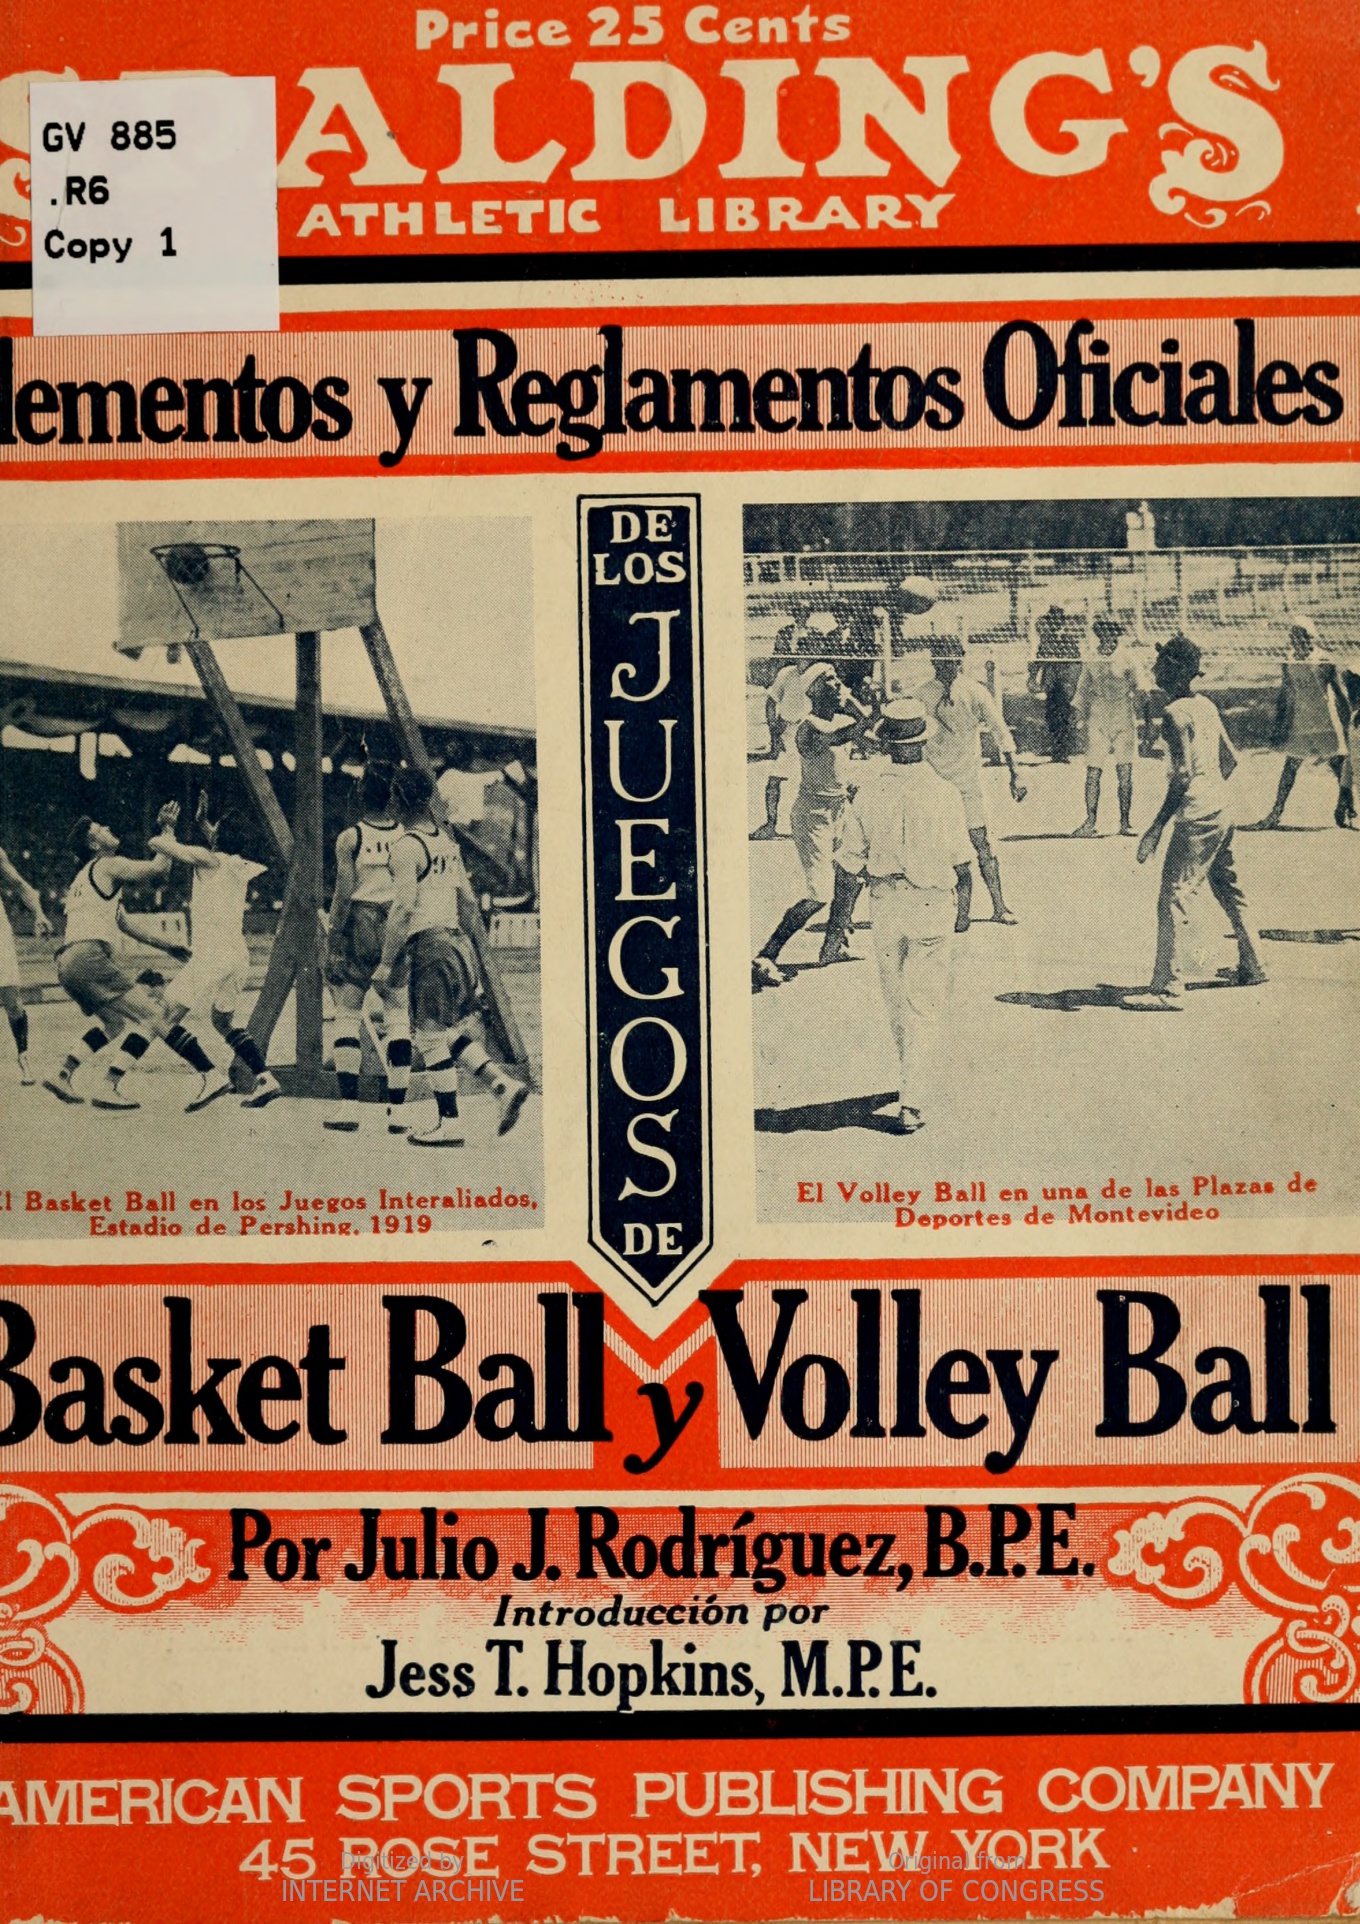 Price 25 Cents
SPALDING'S
GV 885
.R6
Copy 1
ATHLETIC LIBRARY
lementos y Reglamentos Oficiales
DE
LOS
JUEGOS
DE
El Basket Ball en los Juegos Interaliados,
Estadio de Pershing, 1919
El Volley Ball en una de las Plazas de
Deportes de Montevideo
Basket Ball y Volley Ball
Por Julio J. Rodríguez, B.P.E.
Introducción por
Jess T. Hopkins, M.P.E.
AMERICAN SPORTS PUBLISHING COMPANY
45 ROSE STREET, NEW YORK
Digitized by
INTERNET ARCHIVE
Original from
LIBRARY OF CONGRESS